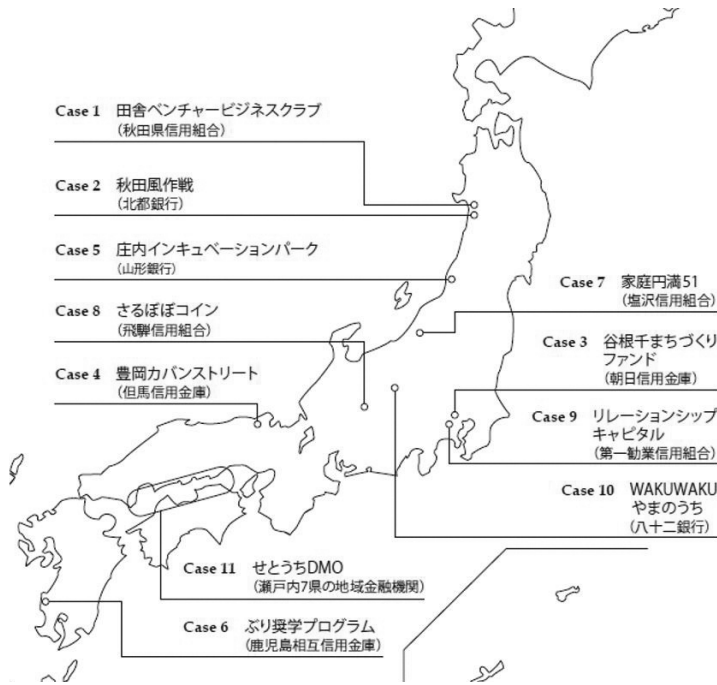 Case 1 田舎ベンチャービジネスクラブ
(秋田県信用組合)
Case 2 秋田風作戦
(北都銀行)
Case 5 庄内インキュベーションパーク
(山形銀行)
Case 8 さるぼぼコイン
(飛騨信用組合)
Case 4 豊岡カバンストリート
(但馬信用金庫)
Case 7 家庭円満51
(塩沢信用組合)
Case 3 谷根千まちづくり
ファンド
(朝日信用金庫)
Case 9 リレーションシップ
キャピタル
(第一勧業信用組合)
Case 10 WAKUWAKU
やまのうち
(八十二銀行)
Case 11 せとうちDMO
(瀬戸内7県の地域金融機関)
Case 6 ぶり奨学プログラム
(鹿児島相互信用金庫)